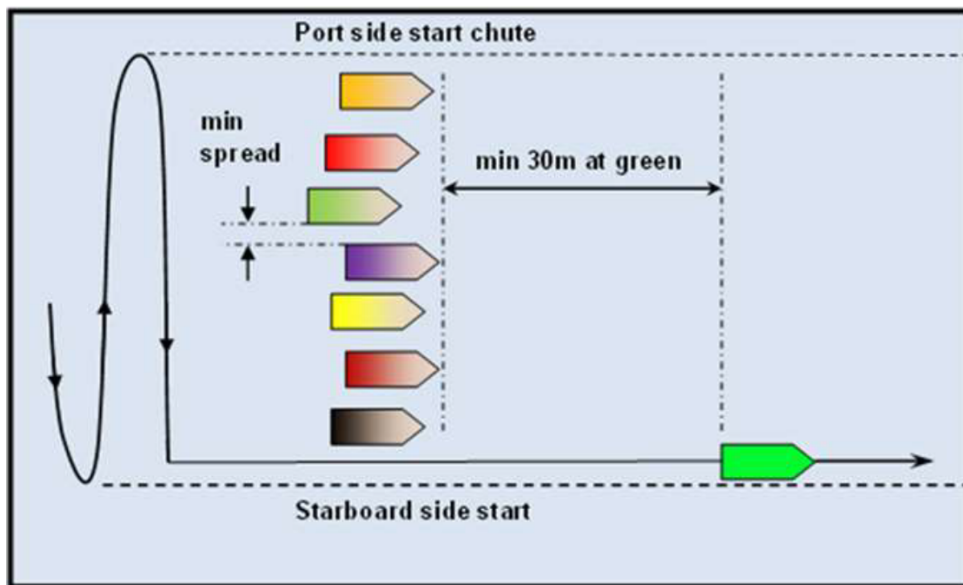 Port side start chute
min
spread
min 30m at green
Starboard side start